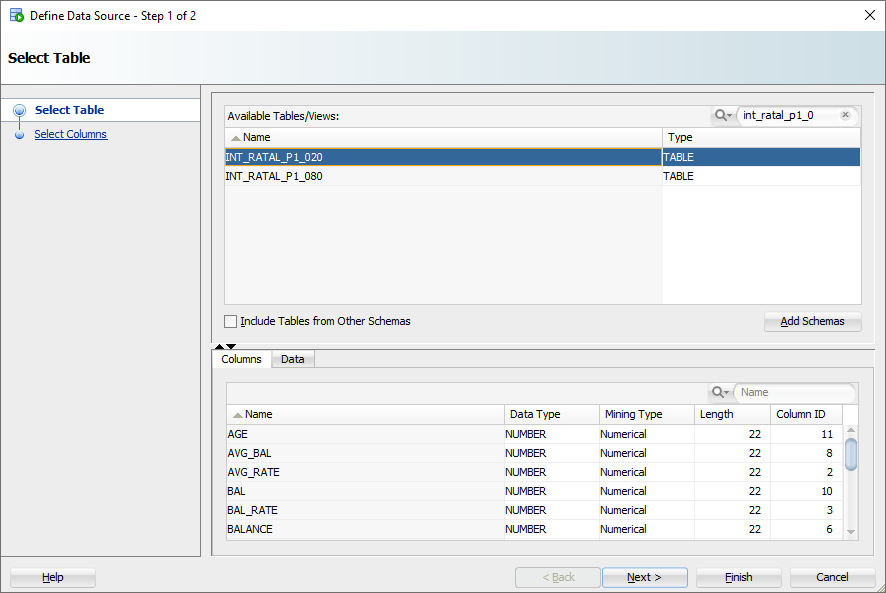 Define Data Source - Step 1 of 2
Select Table
Select Table
Select Columns
Available Tables/Views:
int_ratal_p1_0
Name Type
INT_RATAL_P1_020 TABLE
INT_RATAL_P1_080 TABLE
Include Tables from Other Schemas
Add Schemas
Columns Data
Name
Name Data Type Mining Type Length Column ID
AGE NUMBER Numerical 22 11
AVG_BAL NUMBER Numerical 22 8
AVG_RATE NUMBER Numerical 22 2
BAL NUMBER Numerical 22 10
BAL_RATE NUMBER Numerical 22 3
BALANCE NUMBER Numerical 22 6
Help < Back Next > Finish Cancel